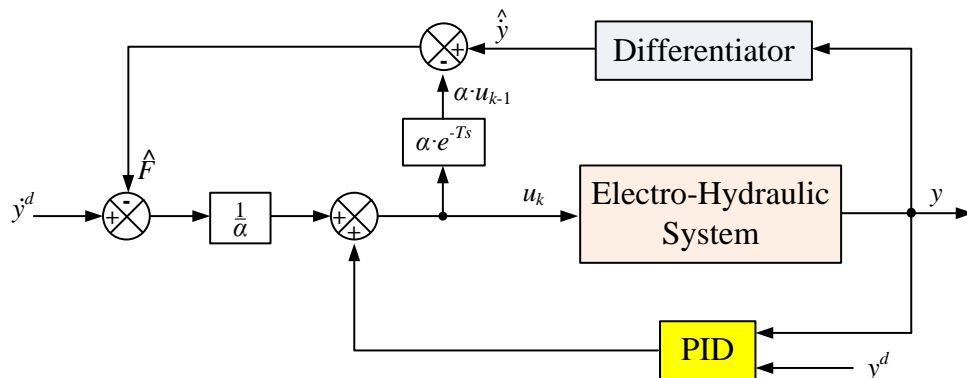 +
-
ŷ̇
Differentiator
α·u_{k-1}
α·e^{-Ts}
F̂
ẏ^d
+
-
1/α
+
+
u_k
Electro-Hydraulic
System
y
PID
y^d